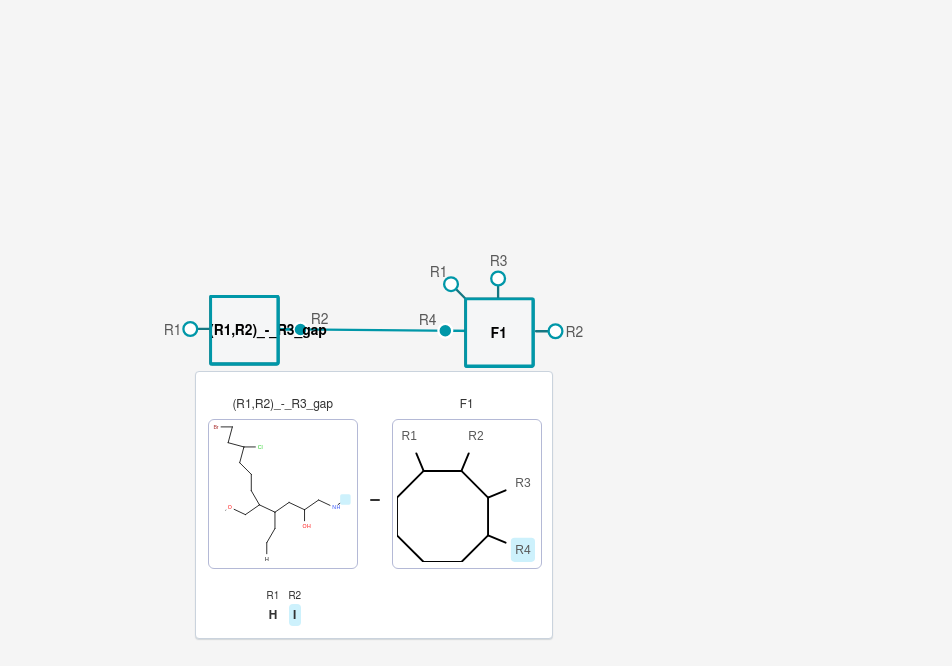 R1 R3
R1 (R1,R2)_-_R3_gap R2 R4 F1 R2
(R1,R2)_-_R3_gap F1
Br Cl O OH NH H R1 R2 R3 R4
–
R1 R2
H I